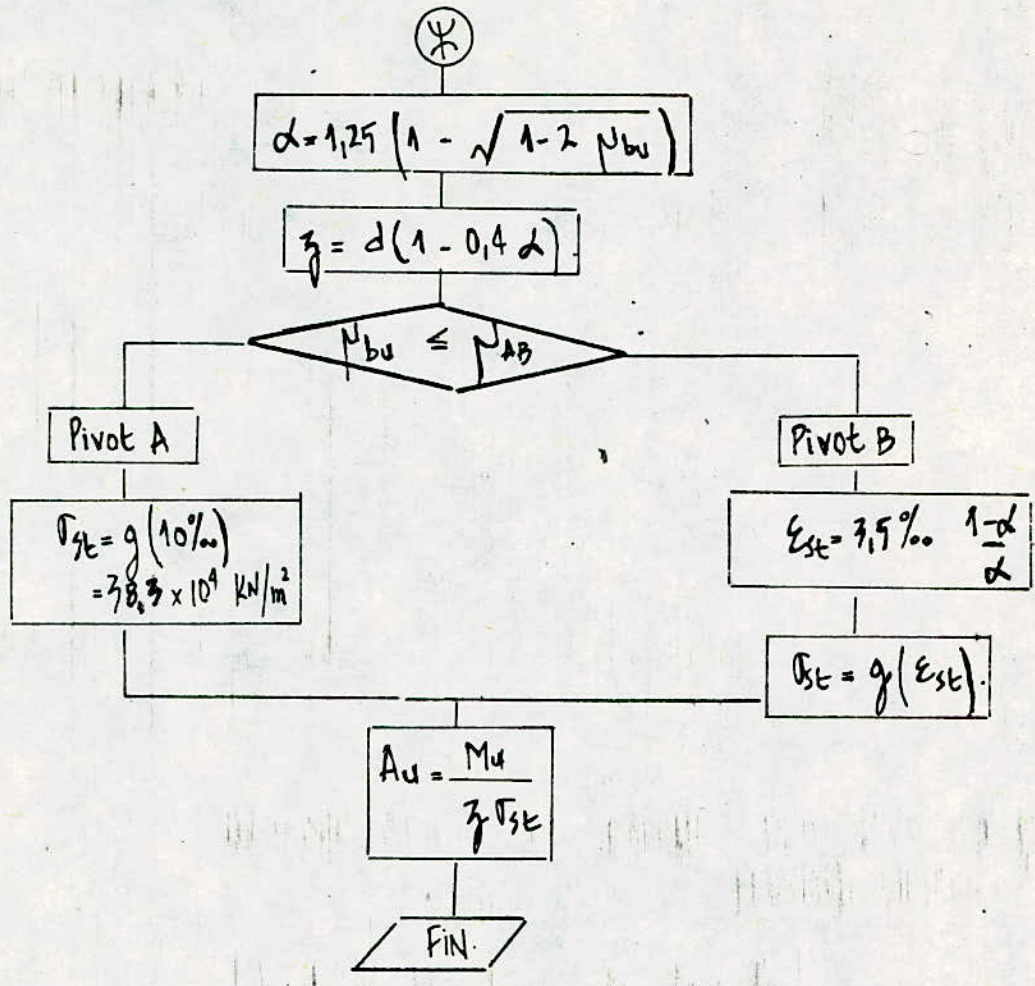 α = 1,25 (1 - √(1-2 μbu))
z = d(1 - 0,4 α).
μbu ≤ μAB
Pivot A
Pivot B
σst = g(10‰)
= 38,3 × 10⁴ KN/m²
εst = 3,5‰ (1-α)/α
σst = g(εst).
Au = Mu / (z σst)
FiN.